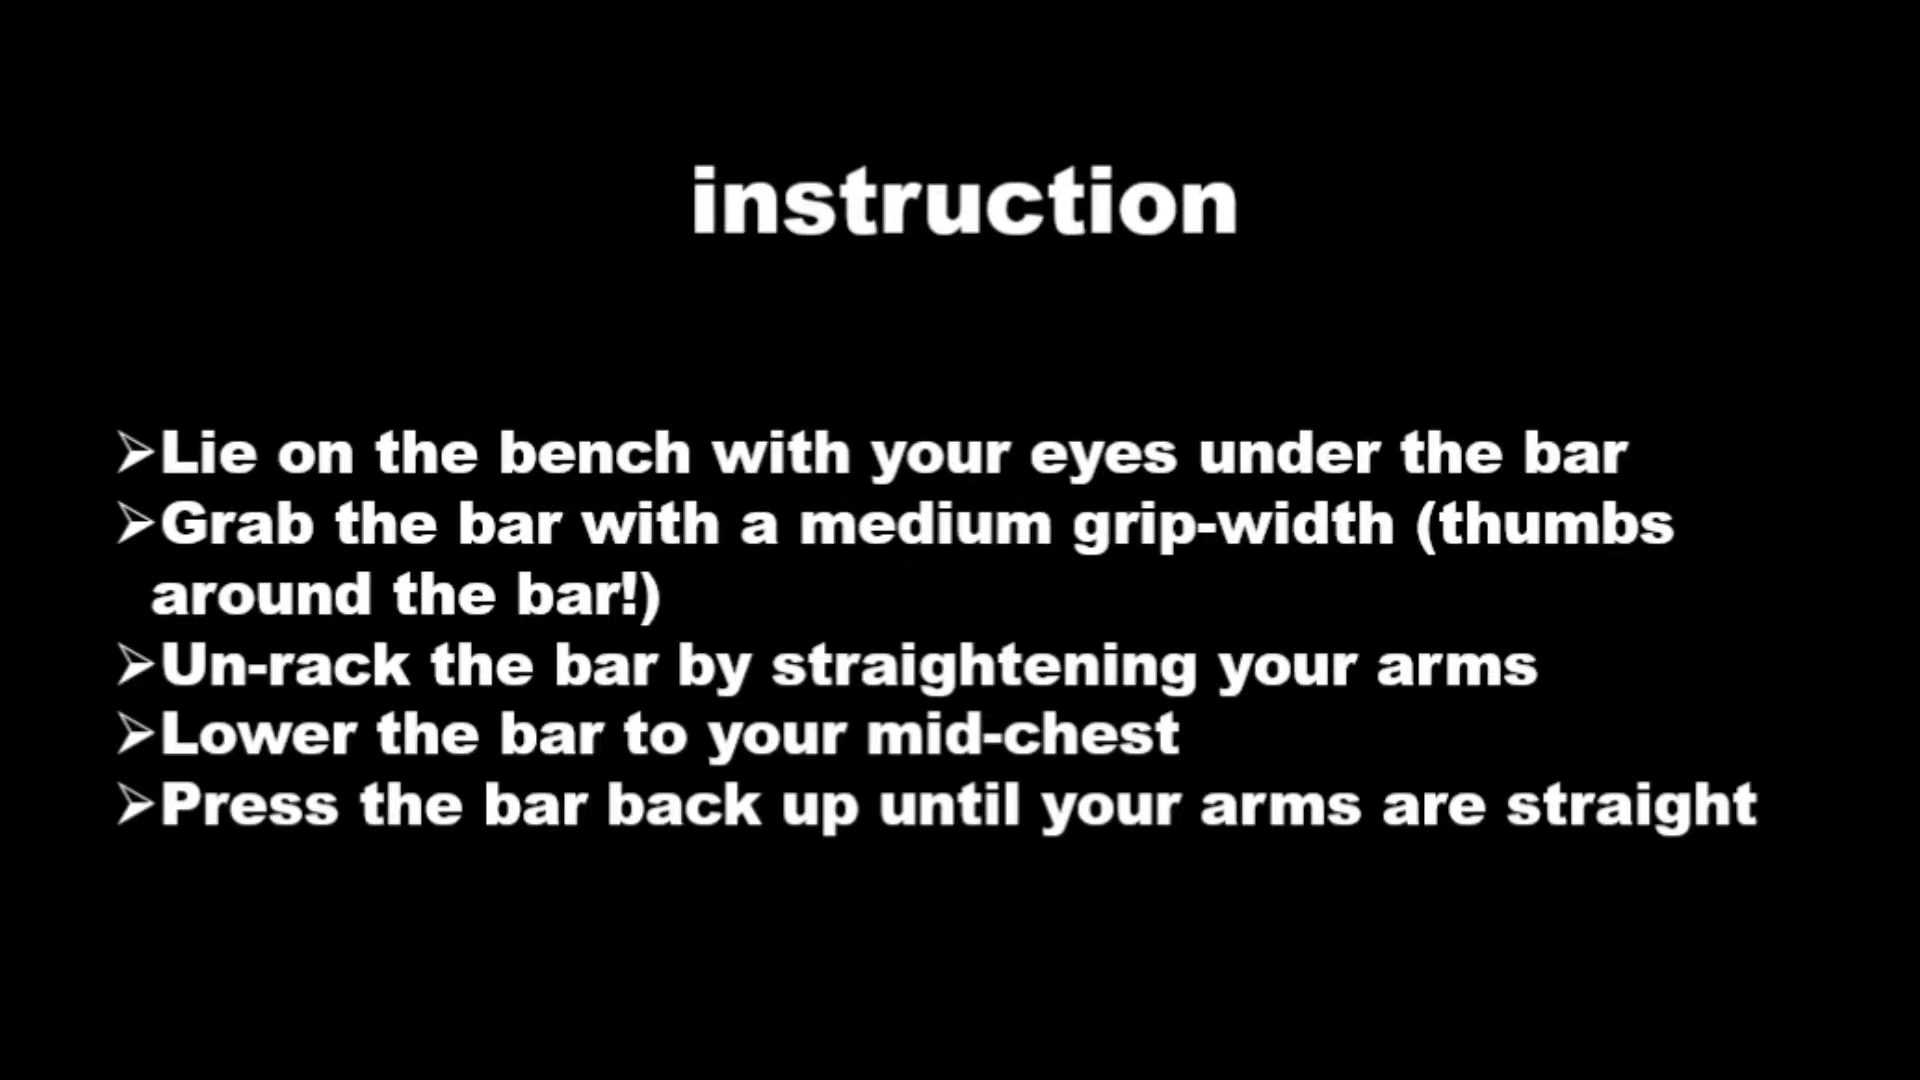 instruction
➢Lie on the bench with your eyes under the bar
➢Grab the bar with a medium grip-width (thumbs
around the bar!)
➢Un-rack the bar by straightening your arms
➢Lower the bar to your mid-chest
➢Press the bar back up until your arms are straight